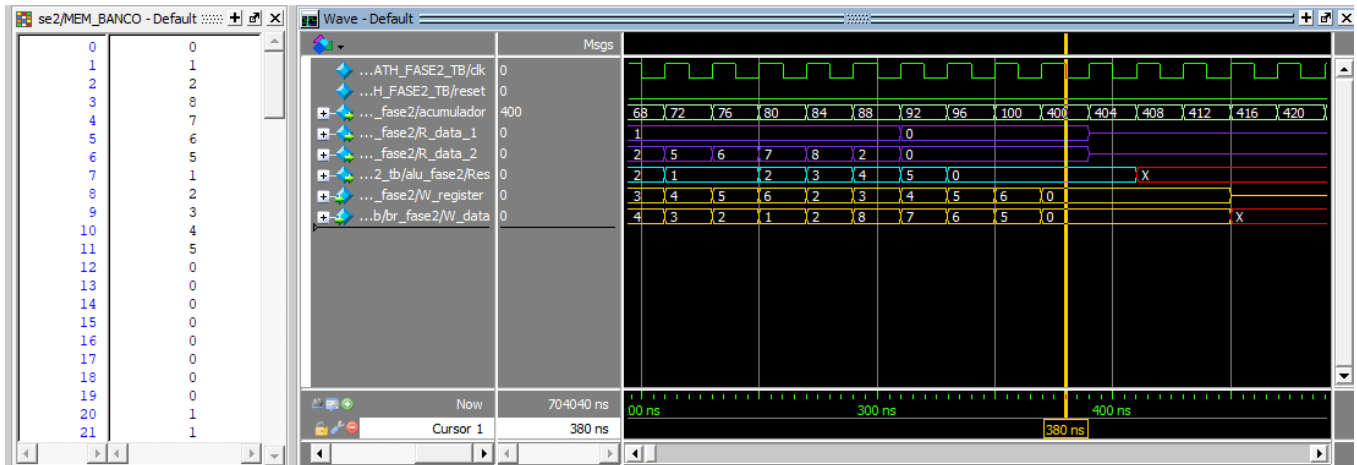 se2/MEM_BANCO - Default
0 0
1 1
2 2
3 8
4 7
5 6
6 5
7 1
8 2
9 3
10 4
11 5
12 0
13 0
14 0
15 0
16 0
17 0
18 0
19 0
20 1
21 1
Wave - Default
Msgs
...ATH_FASE2_TB/clk 0
...H_FASE2_TB/reset 0
..._fase2/acumulador 400 68 72 76 80 84 88 92 96 100 400 404 408 412 416 420
..._fase2/R_data_1 0 1 0
..._fase2/R_data_2 0 2 5 6 7 8 2 0
...2_tb/alu_fase2/Res 0 2 1 2 3 4 5 0 X
..._fase2/W_register 0 3 4 5 6 2 3 4 5 6 0
...b/br_fase2/W_data 0 4 3 2 1 2 8 7 6 5 0 X
Now 704040 ns 00 ns 300 ns 400 ns
Cursor 1 380 ns 380 ns